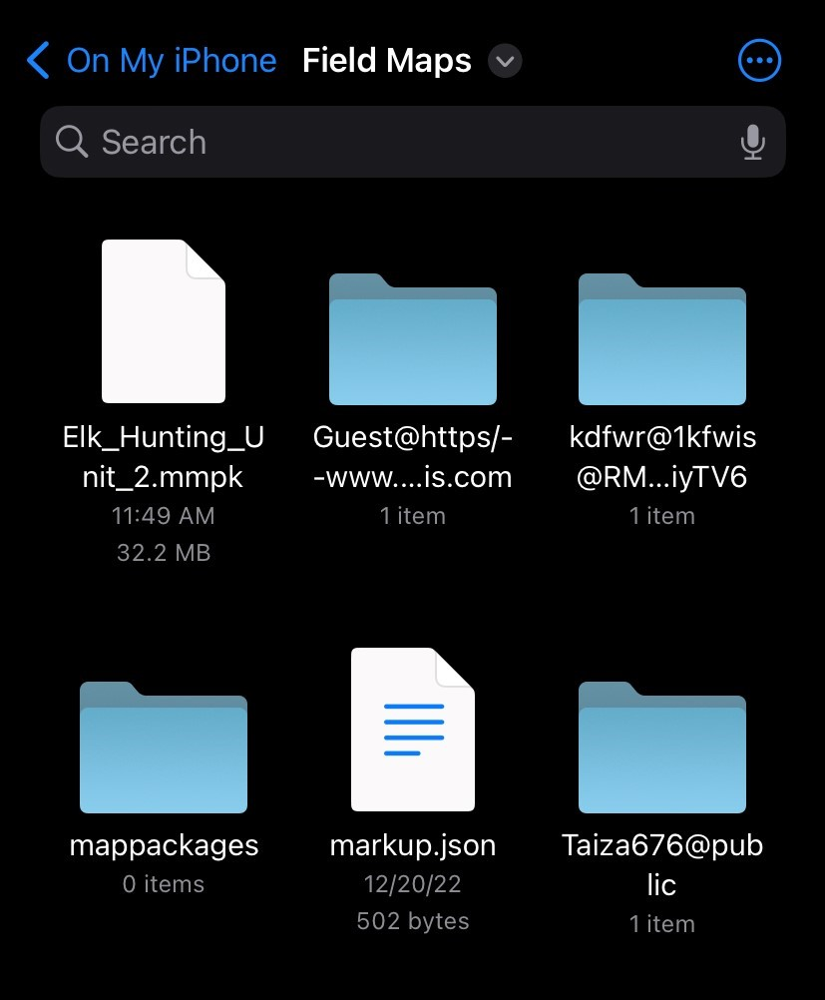 On My iPhone Field Maps
Search
Elk_Hunting_U
nit_2.mmpk
11:49 AM
32.2 MB
Guest@https/-
-www.…is.com
1 item
kdfwr@1kfwis
@RM…iyTV6
1 item
mappackages
0 items
markup.json
12/20/22
502 bytes
Taiza676@pub
lic
1 item